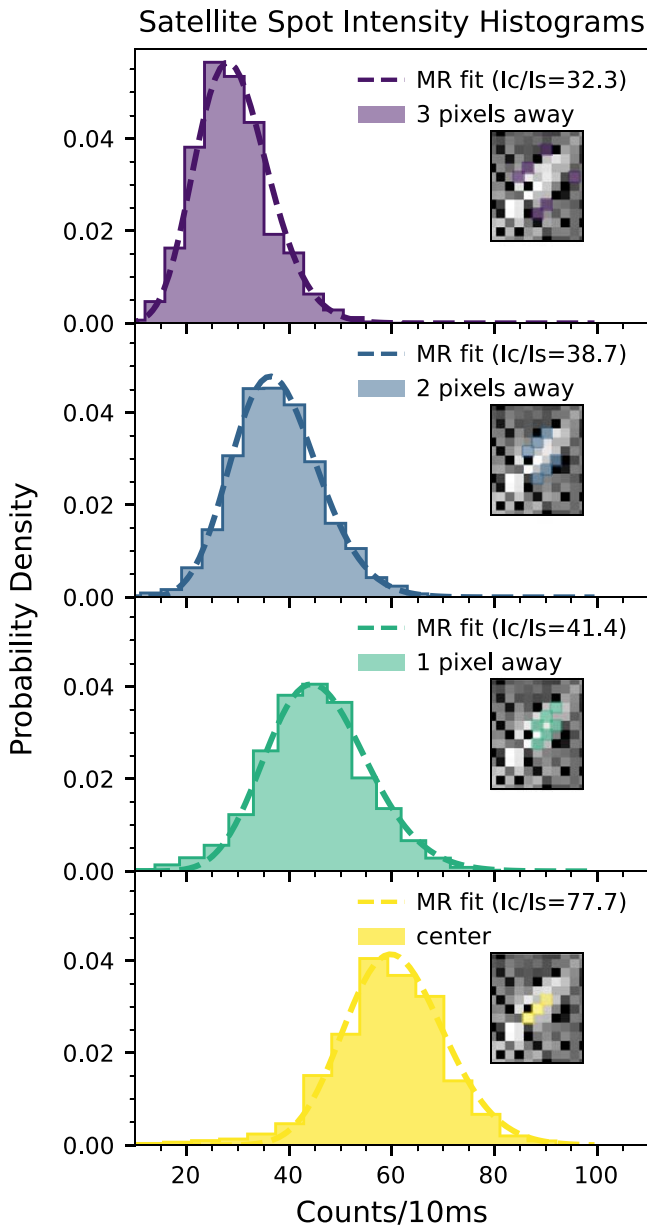 Satellite Spot Intensity Histograms
MR fit (Ic/Is=32.3)
3 pixels away
0.04
0.02
0.00
MR fit (Ic/Is=38.7)
2 pixels away
0.04
0.02
0.00
MR fit (Ic/Is=41.4)
1 pixel away
0.04
0.02
0.00
MR fit (Ic/Is=77.7)
center
0.04
0.02
0.00
Probability Density
20 40 60 80 100
Counts/10ms